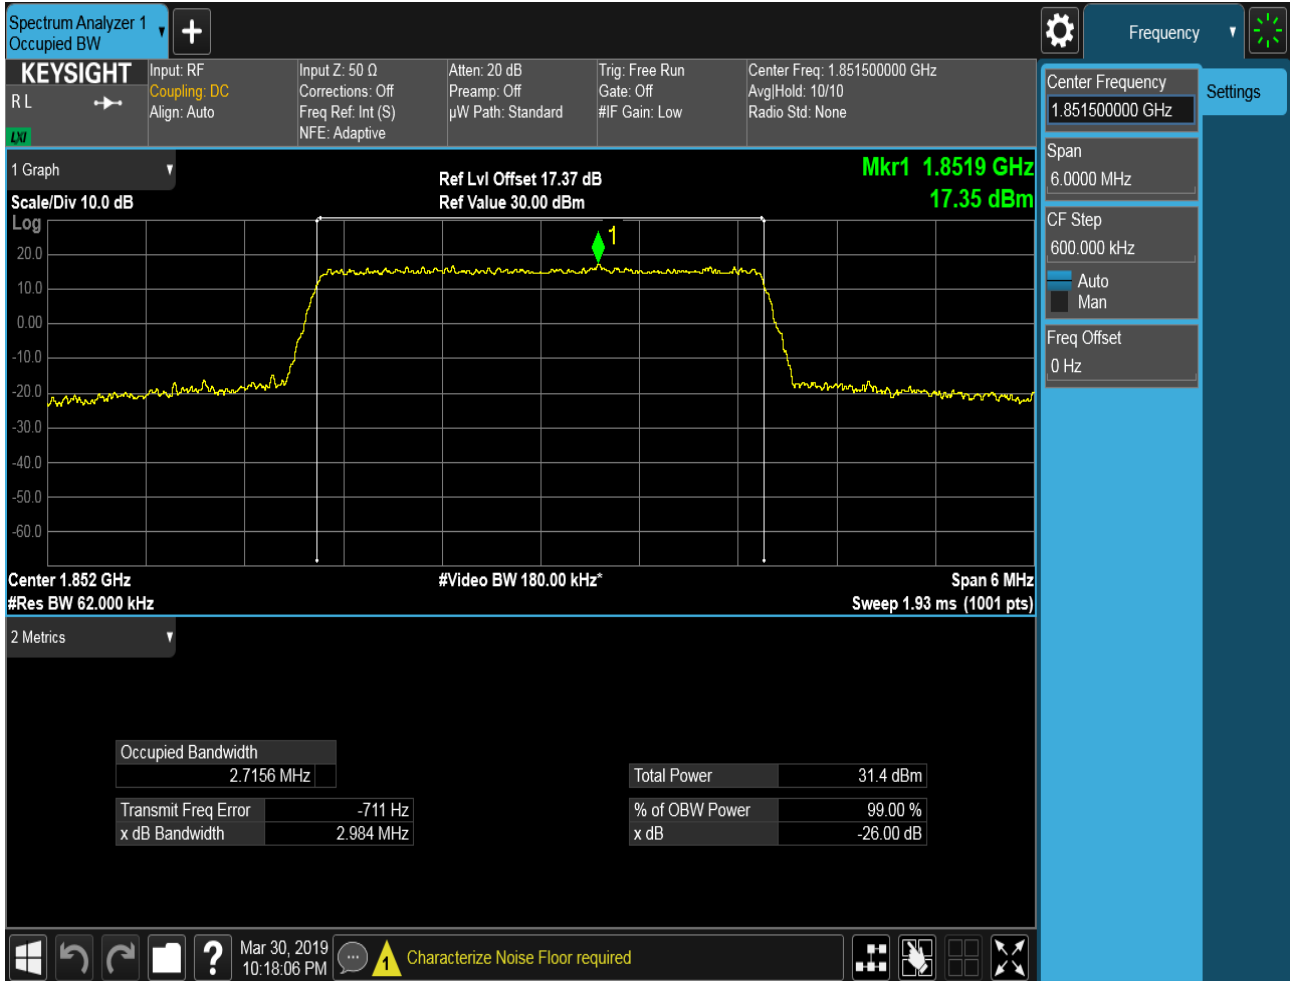 Spectrum Analyzer 1
Occupied BW
Frequency
KEYSIGHT
R L
LXI
Input: RF
Coupling: DC
Align: Auto
Input Z: 50 Ω
Corrections: Off
Freq Ref: Int (S)
NFE: Adaptive
Atten: 20 dB
Preamp: Off
µW Path: Standard
Trig: Free Run
Gate: Off
#IF Gain: Low
Center Freq: 1.851500000 GHz
Avg|Hold: 10/10
Radio Std: None
Center Frequency
1.851500000 GHz
Settings
Span
6.0000 MHz
CF Step
600.000 kHz
Auto
Man
Freq Offset
0 Hz
1 Graph
Scale/Div 10.0 dB
Ref Lvl Offset 17.37 dB
Ref Value 30.00 dBm
Mkr1 1.8519 GHz
17.35 dBm
Log
1
20.0
10.0
0.00
-10.0
-20.0
-30.0
-40.0
-50.0
-60.0
Center 1.852 GHz
#Res BW 62.000 kHz
#Video BW 180.00 kHz*
Span 6 MHz
Sweep 1.93 ms (1001 pts)
2 Metrics
Occupied Bandwidth
2.7156 MHz
Transmit Freq Error -711 Hz
x dB Bandwidth 2.984 MHz
Total Power 31.4 dBm
% of OBW Power 99.00 %
x dB -26.00 dB
?
Mar 30, 2019
10:18:06 PM
1
Characterize Noise Floor required